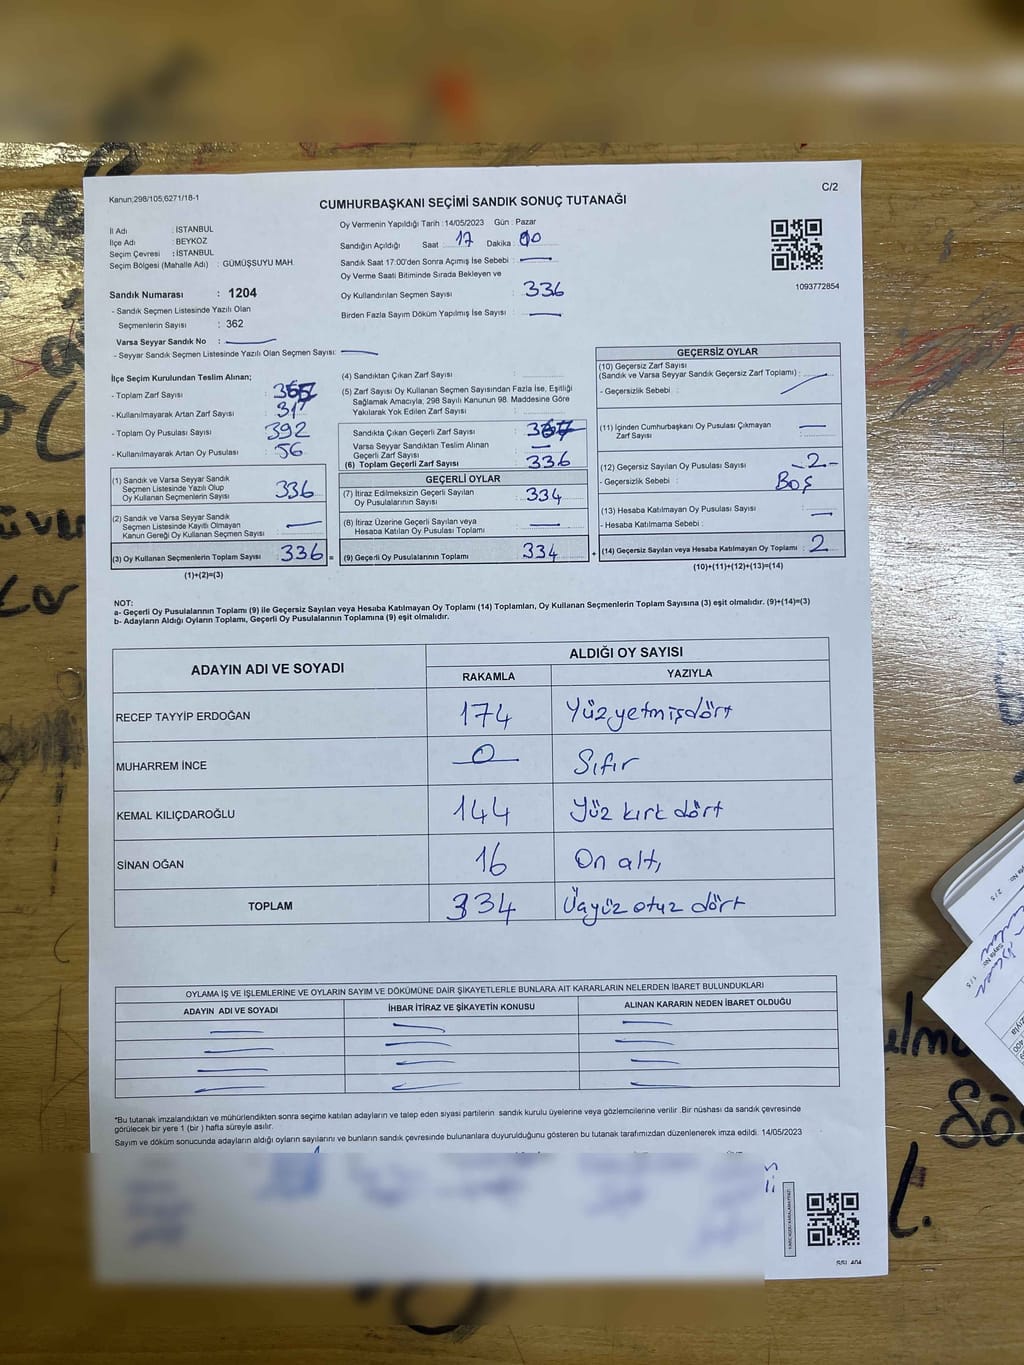 Kanun;298/105,6271/18-1
C/2
CUMHURBAŞKANI SEÇİMİ SANDIK SONUÇ TUTANAĞI
İl Adı : İSTANBUL
İlçe Adı : BEYKOZ
Seçim Çevresi : İSTANBUL
Seçim Bölgesi (Mahalle Adı) : GÜMÜŞSUYU MAH.
Oy Vermenin Yapıldığı Tarih : 14/05/2023 Gün : Pazar
Sandığın Açıldığı Saat 17 Dakika : 00
Sandık Saat 17:00'den Sonra Açımış İse Sebebi :
Oy Verme Saati Bitiminde Sırada Bekleyen ve
Oy Kullandırılan Seçmen Sayısı : 336
Birden Fazla Sayım Döküm Yapılmış İse Sayısı :
1093772854
Sandık Numarası : 1204
- Sandık Seçmen Listesinde Yazılı Olan
Seçmenlerin Sayısı : 362
Varsa Seyyar Sandık No :
- Seyyar Sandık Seçmen Listesinde Yazılı Olan Seçmen Sayısı:
İlçe Seçim Kurulundan Teslim Alınan;
- Toplam Zarf Sayısı :
- Kullanılmayarak Artan Zarf Sayısı :
- Toplam Oy Pusulası Sayısı : 392
- Kullanılmayarak Artan Oy Pusulası : 56
(1) Sandık ve Varsa Seyyar Sandık
Seçmen Listesinde Yazılı Olup
Oy Kullanan Seçmenlerin Sayısı : 336
(2) Sandık ve Varsa Seyyar Sandık
Seçmen Listesinde Kayıtlı Olmayan
Kanun Gereği Oy Kullanan Seçmen Sayısı :
(3) Oy Kullanan Seçmenlerin Toplam Sayısı : 336 =
(1)+(2)=(3)
(4) Sandıktan Çıkan Zarf Sayısı :
(5) Zarf Sayısı Oy Kullanan Seçmen Sayısından Fazla İse, Eşitliği
Sağlamak Amacıyla, 298 Sayılı Kanunun 98. Maddesine Göre
Yakılarak Yok Edilen Zarf Sayısı :
Sandıkta Çıkan Geçerli Zarf Sayısı :
Varsa Seyyar Sandıktan Teslim Alınan
Geçerli Zarf Sayısı :
(6) Toplam Geçerli Zarf Sayısı : 336
GEÇERLİ OYLAR
(7) İtiraz Edilmeksizin Geçerli Sayılan
Oy Pusulalarının Sayısı : 334
(8) İtiraz Üzerine Geçerli Sayılan veya
Hesaba Katılan Oy Pusulası Toplamı :
(9) Geçerli Oy Pusulalarının Toplamı : 334 +
GEÇERSİZ OYLAR
(10) Geçersiz Zarf Sayısı
(Sandık ve Varsa Seyyar Sandık Geçersiz Zarf Toplamı) :
- Geçersizlik Sebebi :
(11) İçinden Cumhurbaşkanı Oy Pusulası Çıkmayan
Zarf Sayısı :
(12) Geçersiz Sayılan Oy Pusulası Sayısı : -2-
- Geçersizlik Sebebi : Boş
(13) Hesaba Katılmayan Oy Pusulası Sayısı :
- Hesaba Katılmama Sebebi :
(14) Geçersiz Sayılan veya Hesaba Katılmayan Oy Toplamı : 2
(10)+(11)+(12)+(13)=(14)
NOT:
a- Geçerli Oy Pusulalarının Toplamı (9) ile Geçersiz Sayılan veya Hesaba Katılmayan Oy Toplamı (14) Toplamları, Oy Kullanan Seçmenlerin Toplam Sayısına (3) eşit olmalıdır. (9)+(14)=(3)
b- Adayların Aldığı Oyların Toplamı, Geçerli Oy Pusulalarının Toplamına (9) eşit olmalıdır.
ADAYIN ADI VE SOYADI
ALDIĞI OY SAYISI
RAKAMLA YAZIYLA
RECEP TAYYİP ERDOĞAN 174 Yüzyetmişdört
MUHARREM İNCE 0 Sıfır
KEMAL KILIÇDAROĞLU 144 Yüz kırk dört
SİNAN OĞAN 16 On altı
TOPLAM 334 Üçyüz otuz dört
OYLAMA İŞ VE İŞLEMLERİNE VE OYLARIN SAYIM VE DÖKÜMÜNE DAİR ŞİKAYETLERLE BUNLARA AİT KARARLARIN NELERDEN İBARET BULUNDUKLARI
ADAYIN ADI VE SOYADI İHBAR İTİRAZ VE ŞİKAYETİN KONUSU ALINAN KARARIN NEDEN İBARET OLDUĞU
*Bu tutanak imzalandıktan ve mühürlendikten sonra seçime katılan adayların ve talep eden siyasi partilerin sandık kurulu üyelerine veya gözlemcilerine verilir .Bir nüshası da sandık çevresinde
görülecek bir yere 1 (bir ) hafta süreyle asılır.
Sayım ve döküm sonucunda adayların aldığı oyların sayılarını ve bunların sandık çevresinde bulunanlara duyurulduğunu gösteren bu tutanak tarafımızdan düzenlenerek imza edildi. 14/05/2023